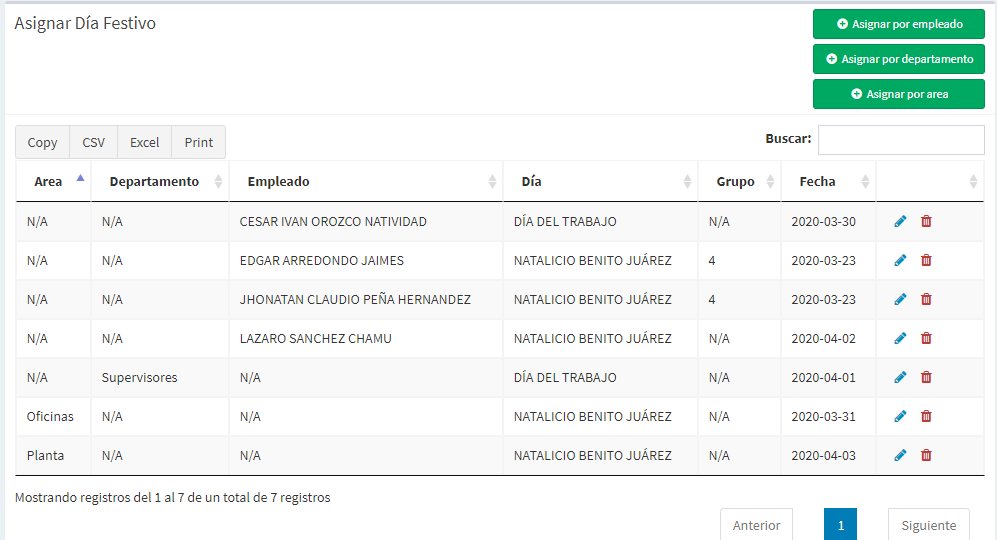 Asignar Día Festivo
Asignar por empleado
Asignar por departamento
Asignar por area
Copy CSV Excel Print
Buscar:
Area Departamento Empleado Día Grupo Fecha
N/A N/A CESAR IVAN OROZCO NATIVIDAD DÍA DEL TRABAJO N/A 2020-03-30
N/A N/A EDGAR ARREDONDO JAIMES NATALICIO BENITO JUÁREZ 4 2020-03-23
N/A N/A JHONATAN CLAUDIO PEÑA HERNANDEZ NATALICIO BENITO JUÁREZ 4 2020-03-23
N/A N/A LAZARO SANCHEZ CHAMU NATALICIO BENITO JUÁREZ N/A 2020-04-02
N/A Supervisores N/A DÍA DEL TRABAJO N/A 2020-04-01
Oficinas N/A N/A NATALICIO BENITO JUÁREZ N/A 2020-03-31
Planta N/A N/A NATALICIO BENITO JUÁREZ N/A 2020-04-03
Mostrando registros del 1 al 7 de un total de 7 registros
Anterior 1 Siguiente